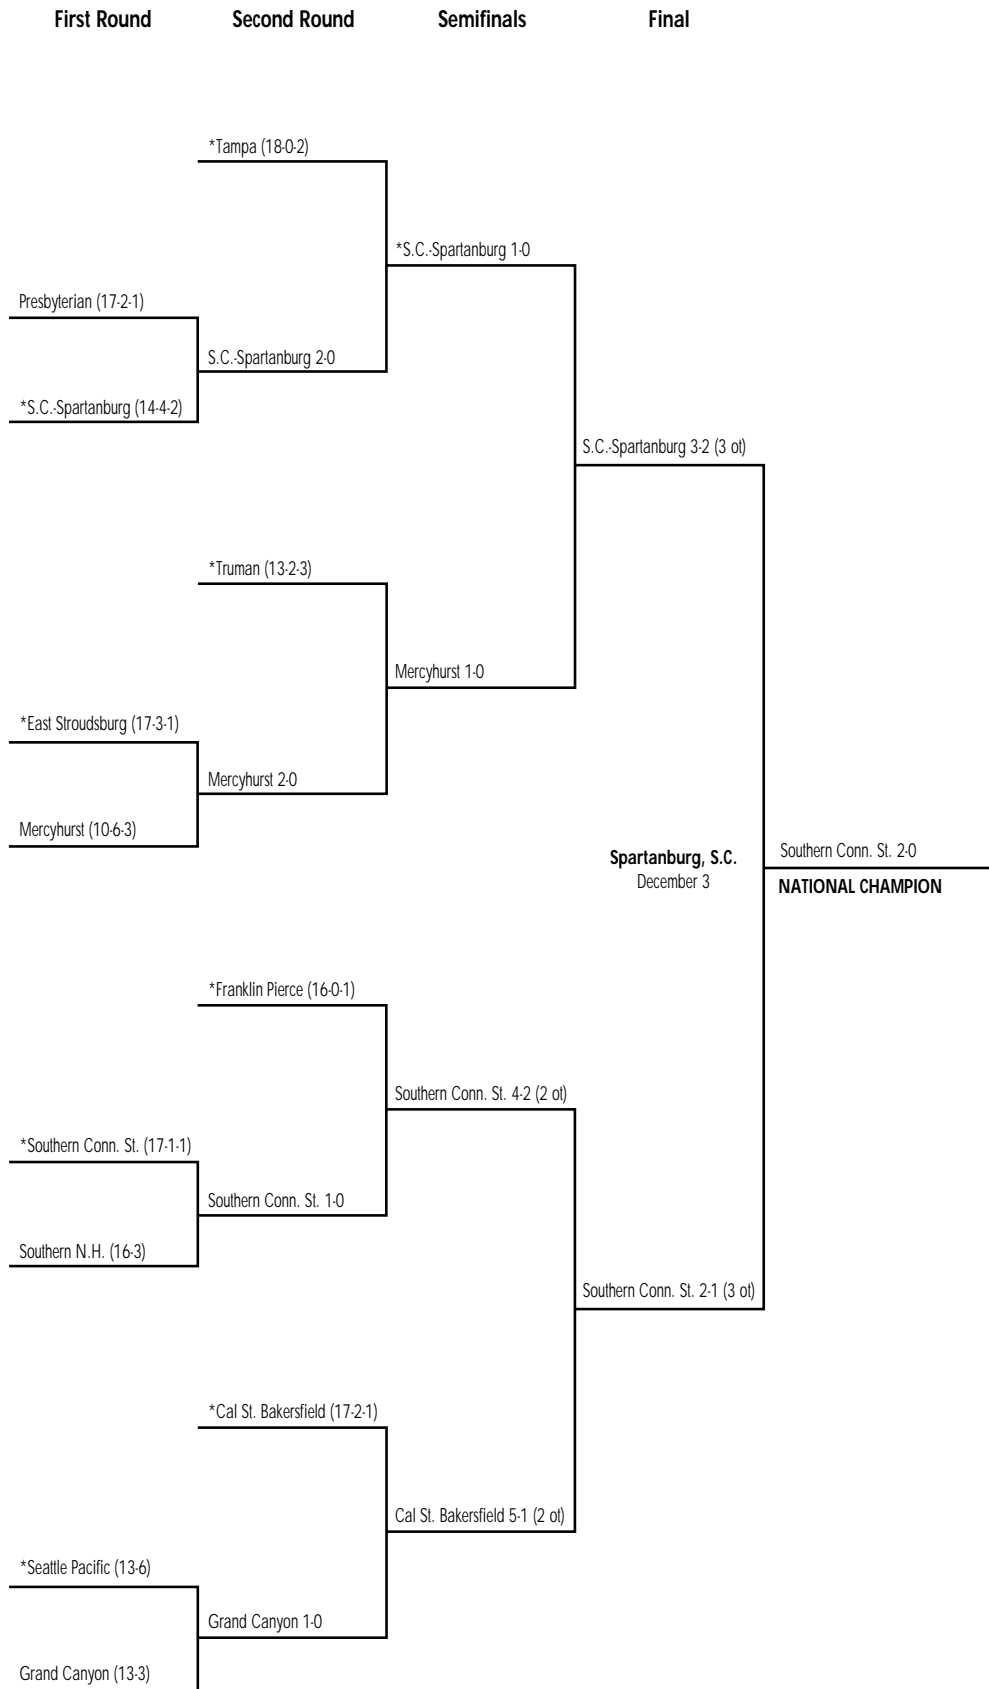 First Round Second Round Semifinals Final
*Tampa (18-0-2)
*S.C.-Spartanburg 1-0
Presbyterian (17-2-1)
S.C.-Spartanburg 2-0
*S.C.-Spartanburg (14-4-2)
S.C.-Spartanburg 3-2 (3 ot)
*Truman (13-2-3)
Mercyhurst 1-0
*East Stroudsburg (17-3-1)
Mercyhurst 2-0
Mercyhurst (10-6-3)
Southern Conn. St. 2-0
Spartanburg, S.C.
December 3
NATIONAL CHAMPION
*Franklin Pierce (16-0-1)
Southern Conn. St. 4-2 (2 ot)
*Southern Conn. St. (17-1-1)
Southern Conn. St. 1-0
Southern N.H. (16-3)
Southern Conn. St. 2-1 (3 ot)
*Cal St. Bakersfield (17-2-1)
Cal St. Bakersfield 5-1 (2 ot)
*Seattle Pacific (13-6)
Grand Canyon 1-0
Grand Canyon (13-3)